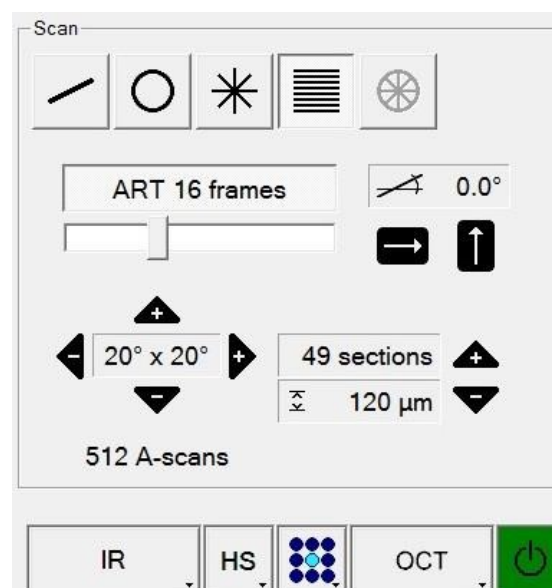 Scan
ART 16 frames
0.0°
20° x 20°
49 sections
120 µm
512 A-scans
IR
HS
OCT